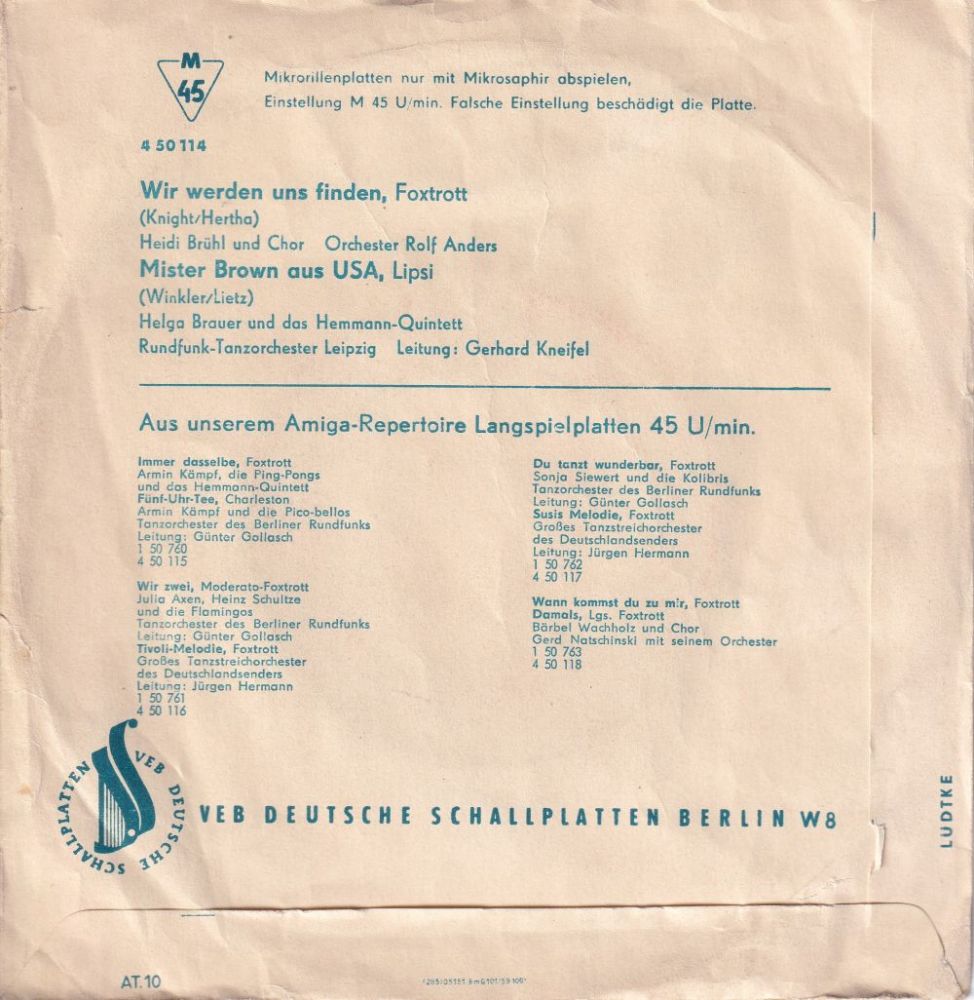 M
45
Mikrorillenplatten nur mit Mikrosaphir abspielen,
Einstellung M 45 U/min. Falsche Einstellung beschädigt die Platte.
4 50 114
Wir werden uns finden, Foxtrott
(Knight/Hertha)
Heidi Brühl und Chor Orchester Rolf Anders
Mister Brown aus USA, Lipsi
(Winkler/Lietz)
Helga Brauer und das Hemmann-Quintett
Rundfunk-Tanzorchester Leipzig Leitung: Gerhard Kneifel
Aus unserem Amiga-Repertoire Langspielplatten 45 U/min.
Immer dasselbe, Foxtrott
Armin Kämpf, die Ping-Pongs
und das Hemmann-Quintett
Fünf-Uhr-Tee, Charleston
Armin Kämpf und die Pico-bellos
Tanzorchester des Berliner Rundfunks
Leitung: Günter Gollasch
1 50 760
4 50 115
Wir zwei, Moderato-Foxtrott
Julia Axen, Heinz Schultze
und die Flamingos
Tanzorchester des Berliner Rundfunks
Leitung: Günter Gollasch
Tivoli-Melodie, Foxtrott
Großes Tanzstreichorchester
des Deutschlandsenders
Leitung: Jürgen Hermann
1 50 761
4 50 116
Du tanzt wunderbar, Foxtrott
Sonja Siewert und die Kolibris
Tanzorchester des Berliner Rundfunks
Leitung: Günter Gollasch
Susis Melodie, Foxtrott
Großes Tanzstreichorchester
des Deutschlandsenders
Leitung: Jürgen Hermann
1 50 762
4 50 117
Wann kommst du zu mir, Foxtrott
Damals, Lgs. Foxtrott
Bärbel Wachholz und Chor
Gerd Natschinski mit seinem Orchester
1 50 763
4 50 118
VEB DEUTSCHE SCHALLPLATTEN
VEB DEUTSCHE SCHALLPLATTEN BERLIN W8
LUDTKE
AT. 10